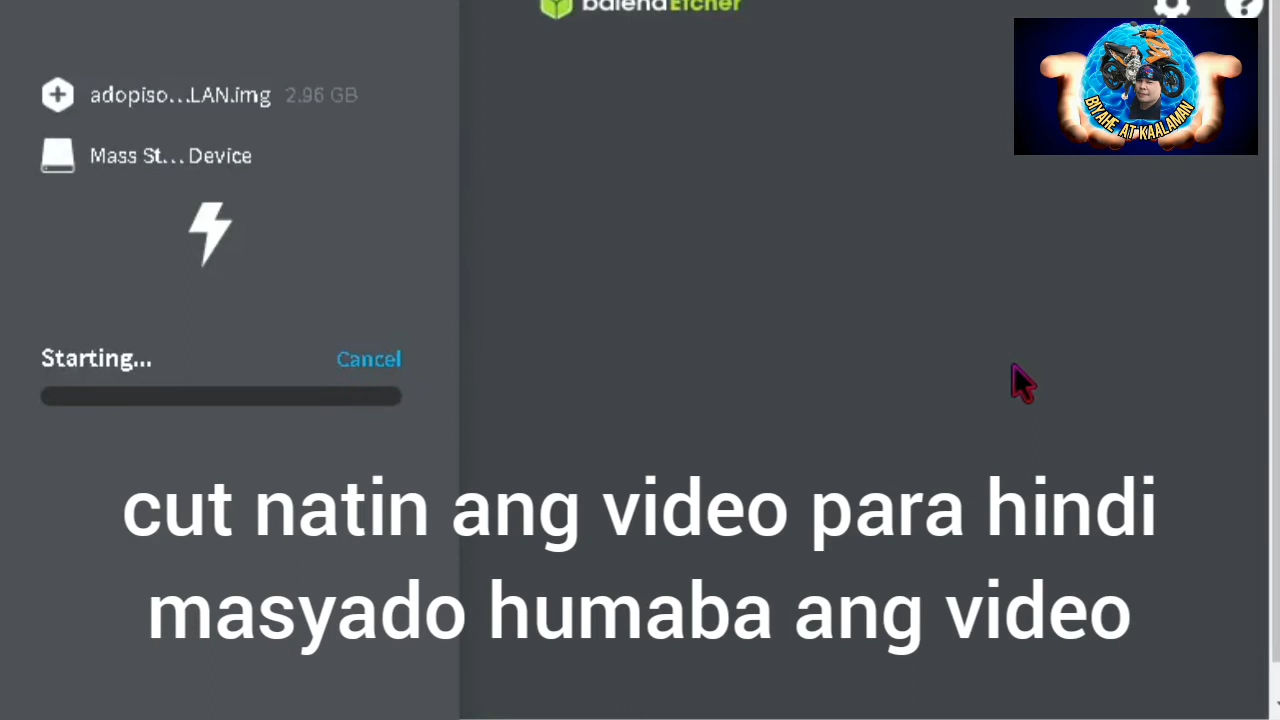 balenaEtcher
adopiso...LAN.img 2.96 GB
Mass St... Device
BIYAHE AT KAALAMAN
Starting... Cancel
cut natin ang video para hindi
masyado humaba ang video